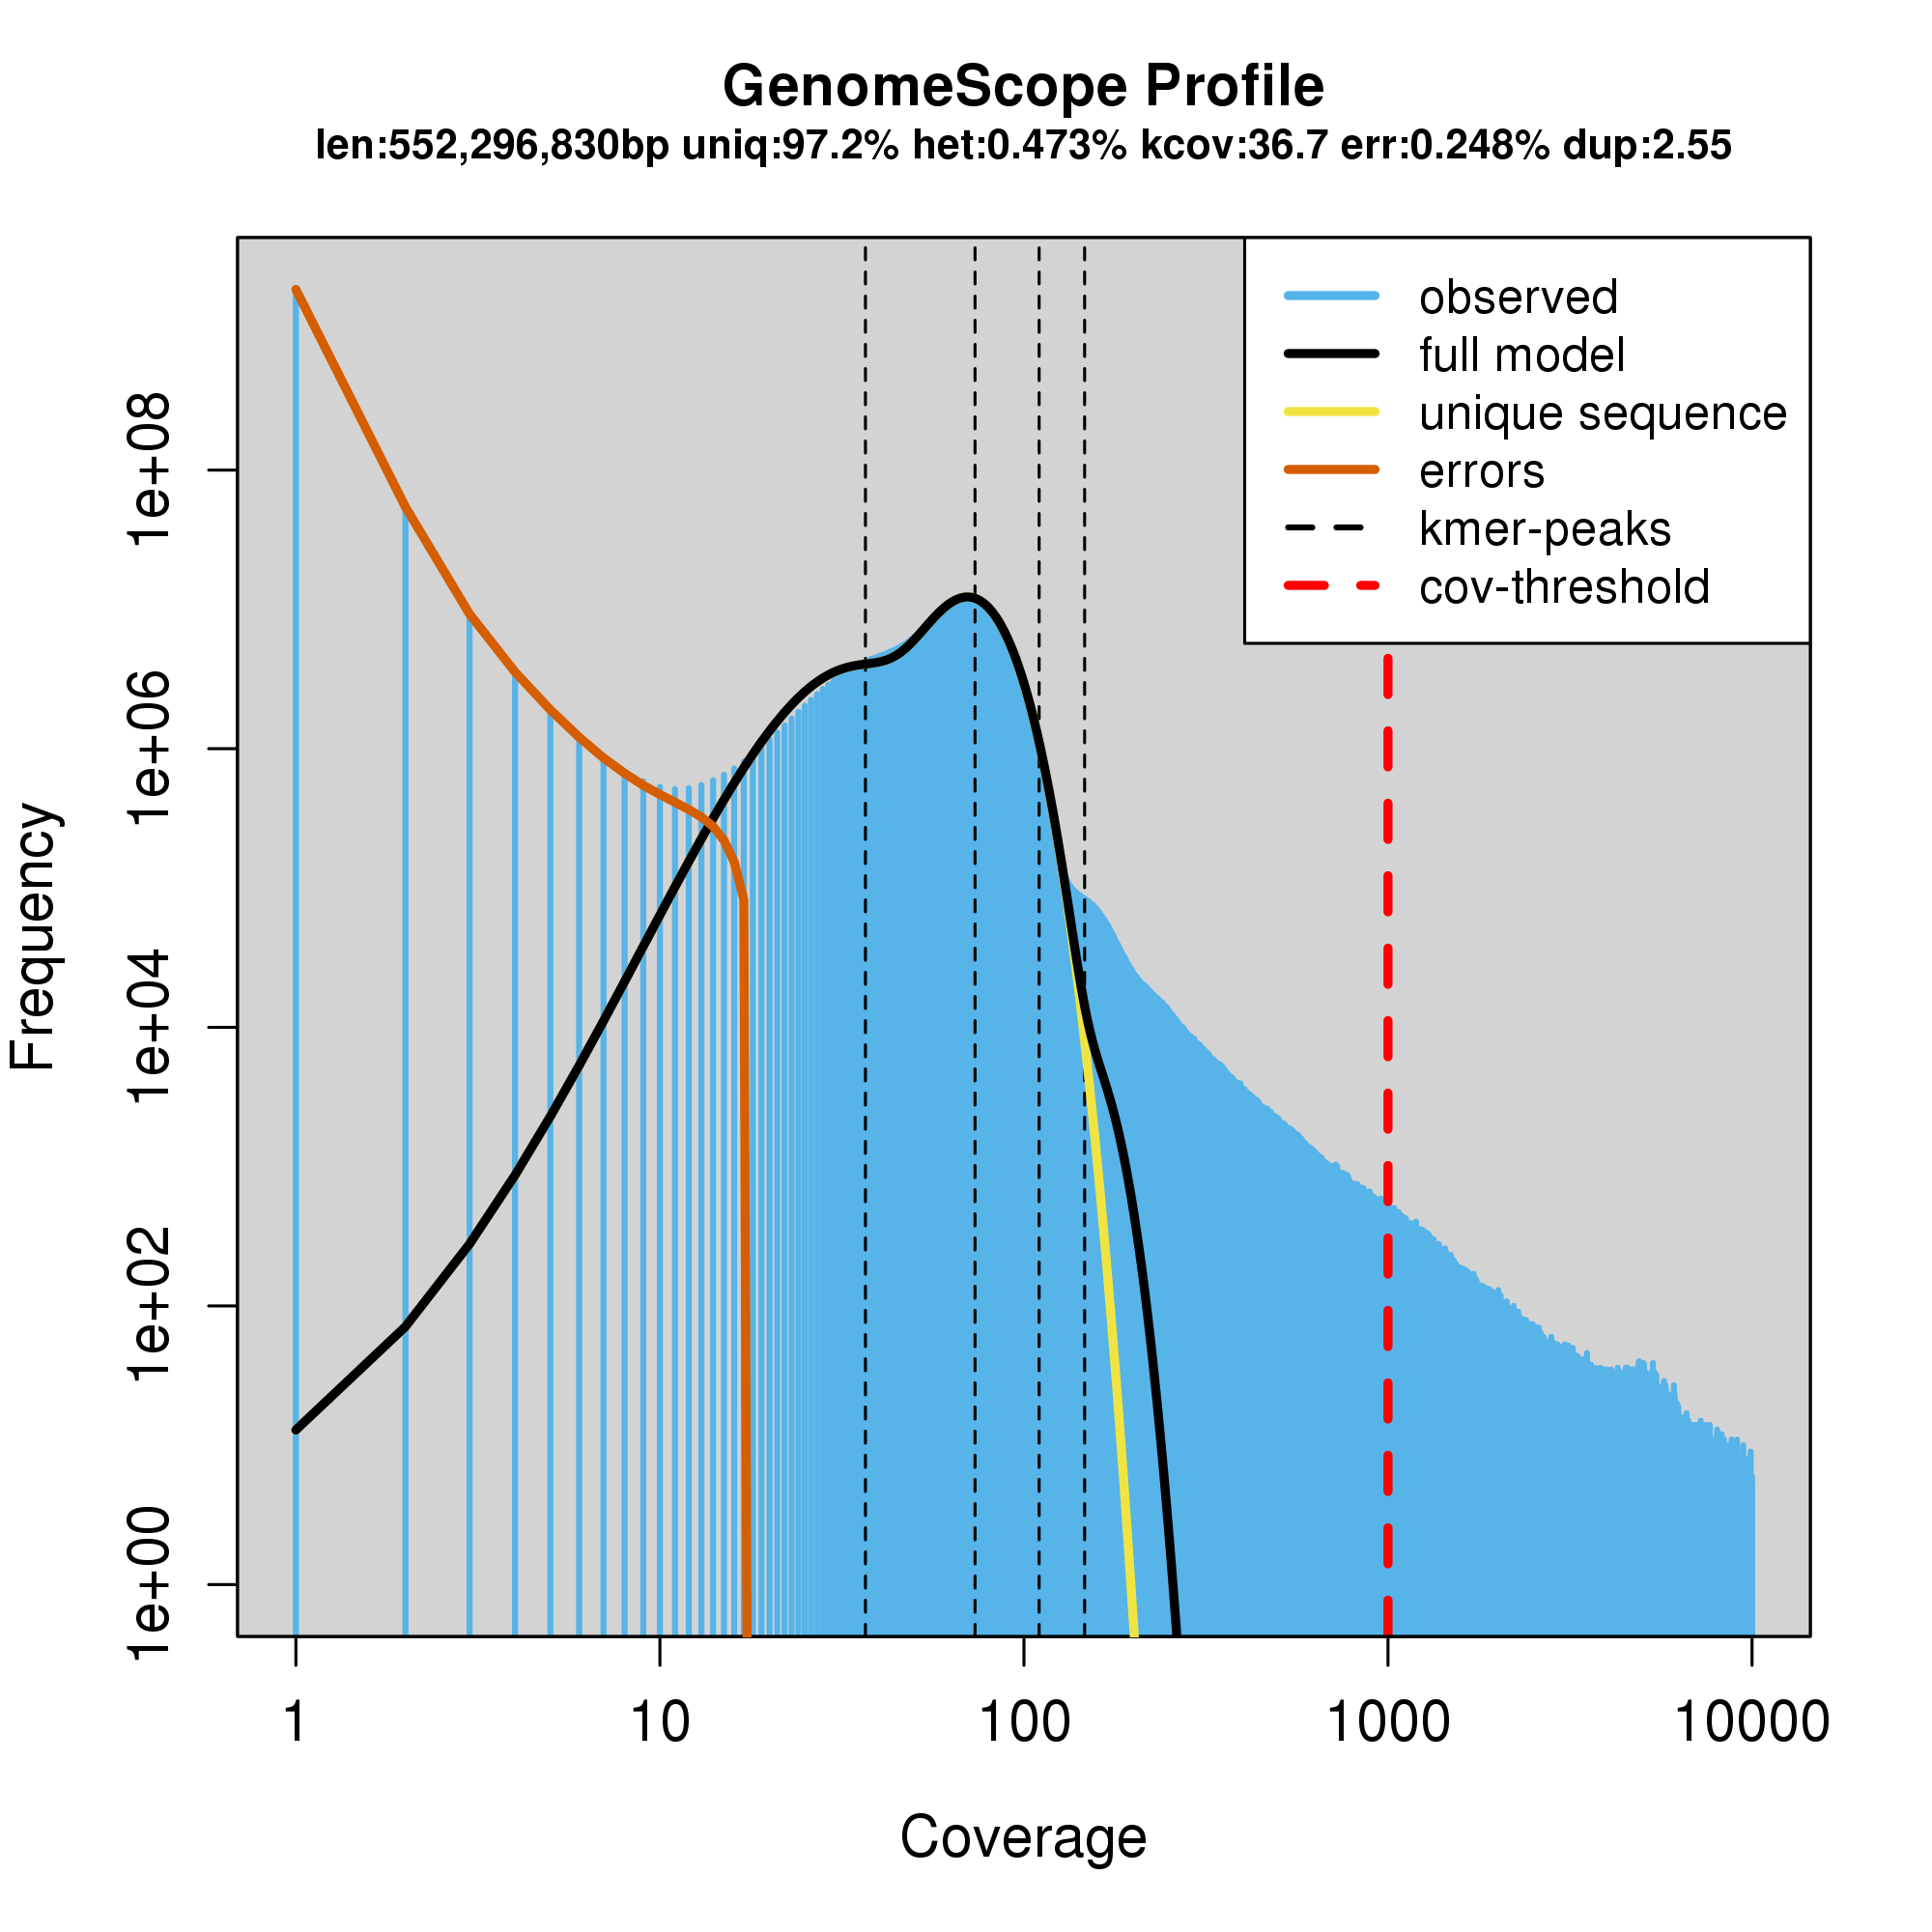 GenomeScope Profile
len:552,296,830bp uniq:97.2% het:0.473% kcov:36.7 err:0.248% dup:2.55
observed
full model
unique sequence
errors
kmer-peaks
cov-threshold
Frequency
1e+08
1e+06
1e+04
1e+02
1e+00
1 10 100 1000 10000
Coverage